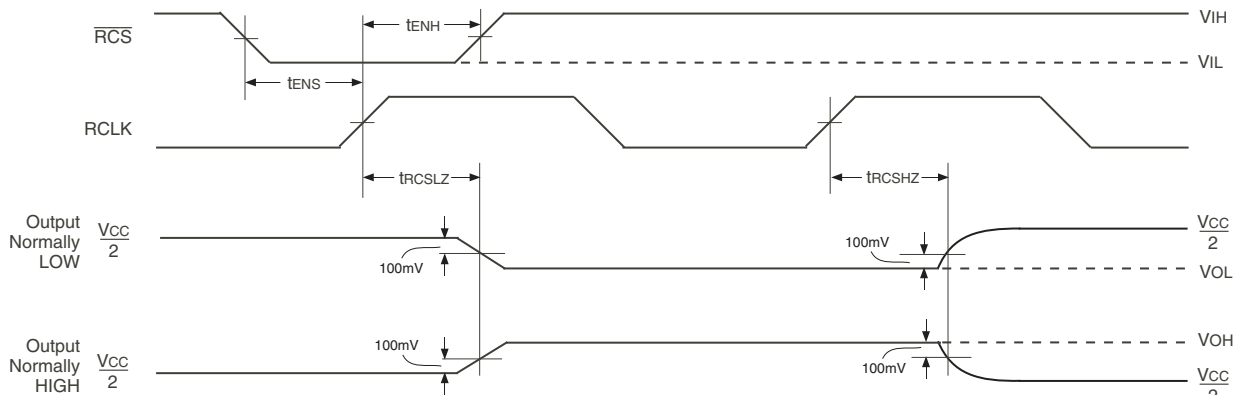 RCS
tENH
VIH
VIL
tENS
RCLK
tRCSLZ
tRCSHZ
Output
Normally
LOW
VCC
2
100mV
100mV
VCC
2
VOL
Output
Normally
HIGH
VCC
2
100mV
100mV
VOH
VCC
2